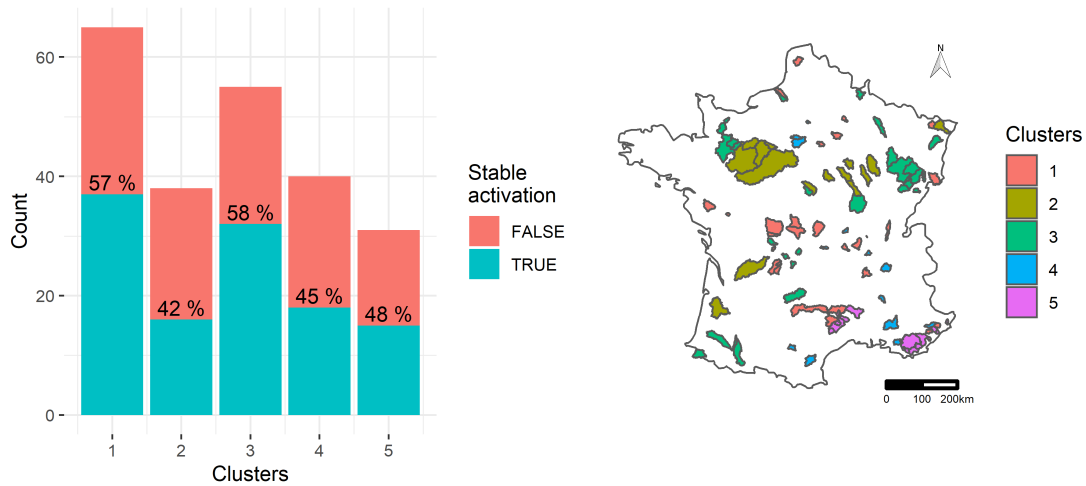 Count
60
40
20
0
57 %
42 %
58 %
45 %
48 %
1 2 3 4 5
Clusters
Stable
activation
FALSE
TRUE
N
0 100 200km
Clusters
1
2
3
4
5